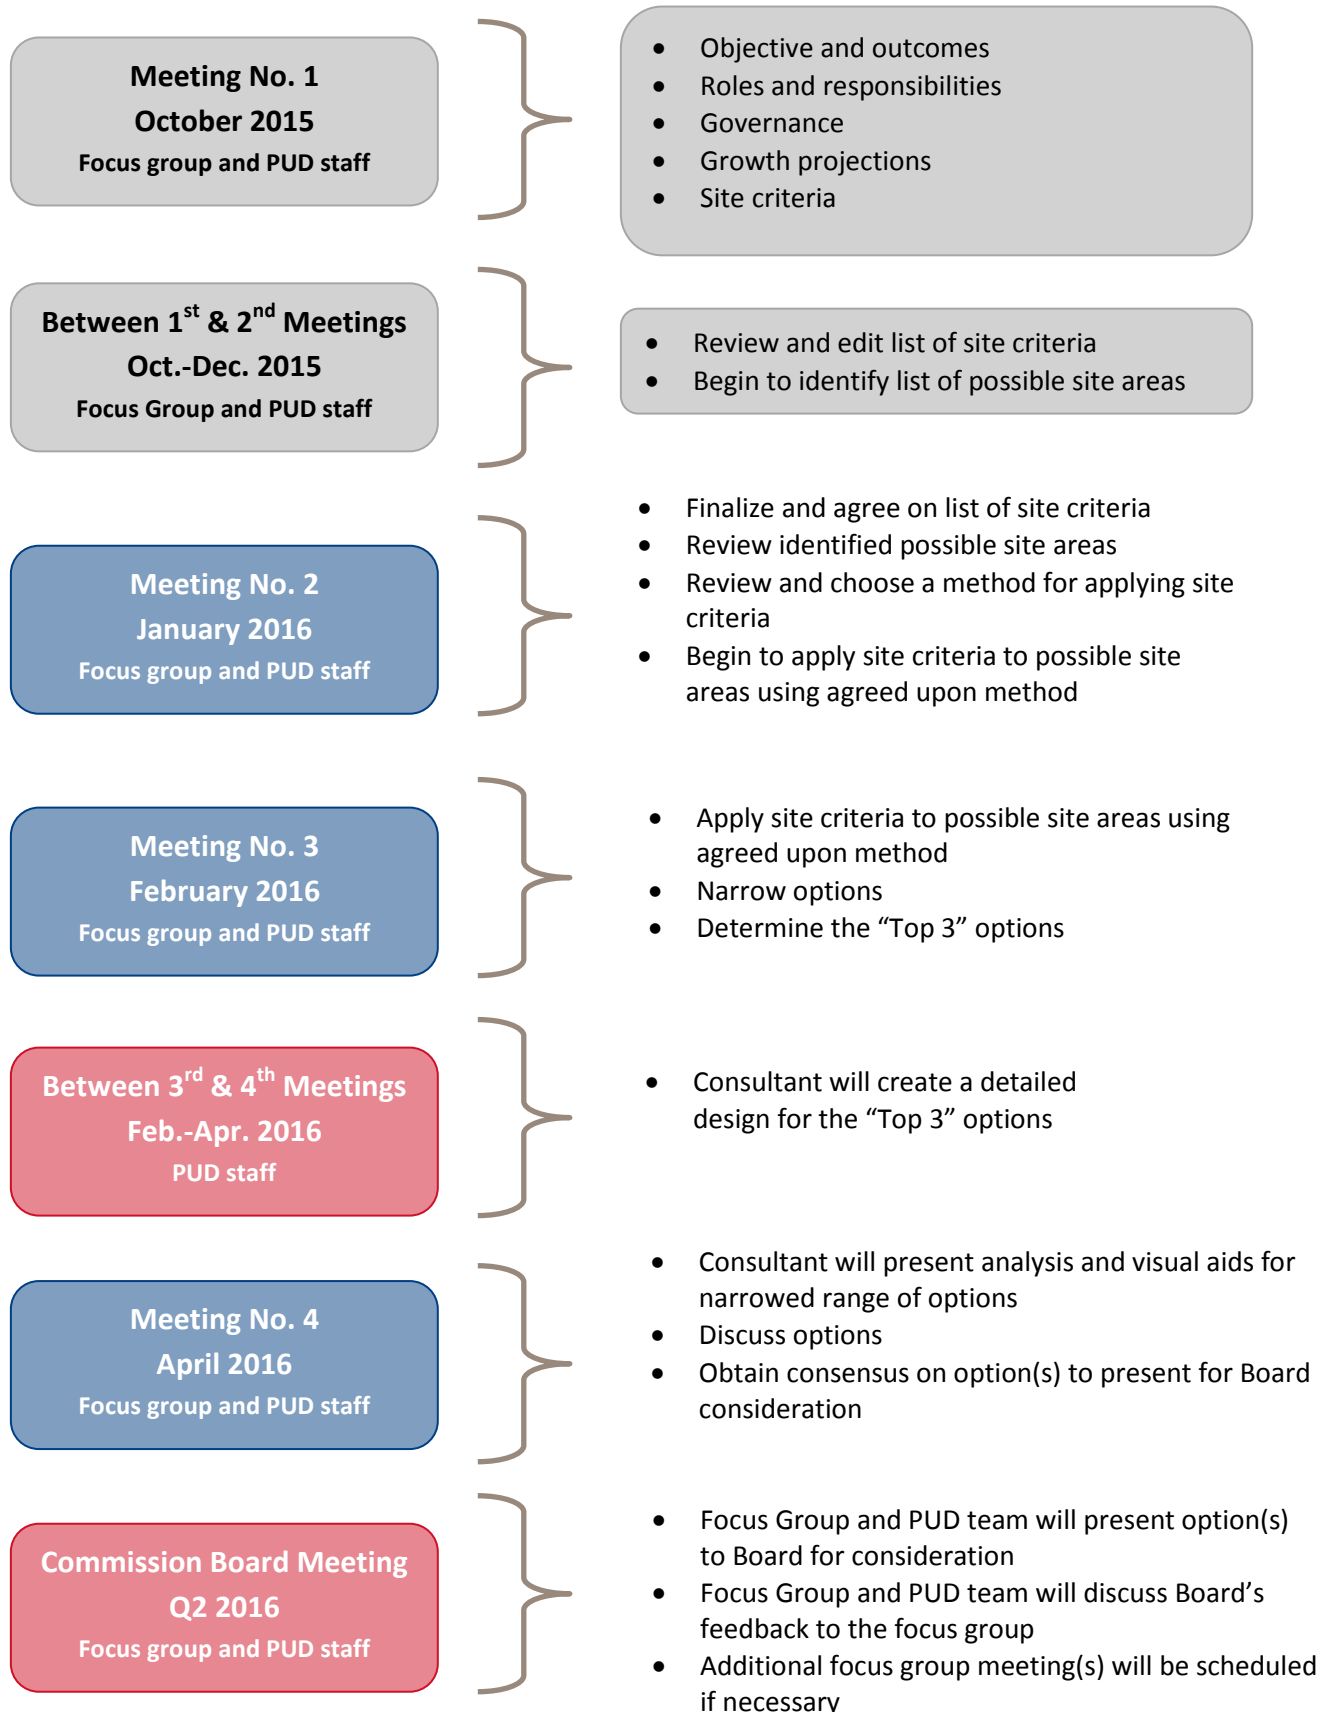 Meeting No. 1
October 2015
Focus group and PUD staff
• Objective and outcomes
• Roles and responsibilities
• Governance
• Growth projections
• Site criteria
Between 1st & 2nd Meetings
Oct.-Dec. 2015
Focus Group and PUD staff
• Review and edit list of site criteria
• Begin to identify list of possible site areas
Meeting No. 2
January 2016
Focus group and PUD staff
• Finalize and agree on list of site criteria
• Review identified possible site areas
• Review and choose a method for applying site
criteria
• Begin to apply site criteria to possible site
areas using agreed upon method
Meeting No. 3
February 2016
Focus group and PUD staff
• Apply site criteria to possible site areas using
agreed upon method
• Narrow options
• Determine the “Top 3” options
Between 3rd & 4th Meetings
Feb.-Apr. 2016
PUD staff
• Consultant will create a detailed
design for the “Top 3” options
Meeting No. 4
April 2016
Focus group and PUD staff
• Consultant will present analysis and visual aids for
narrowed range of options
• Discuss options
• Obtain consensus on option(s) to present for Board
consideration
Commission Board Meeting
Q2 2016
Focus group and PUD staff
• Focus Group and PUD team will present option(s)
to Board for consideration
• Focus Group and PUD team will discuss Board’s
feedback to the focus group
• Additional focus group meeting(s) will be scheduled
if necessary